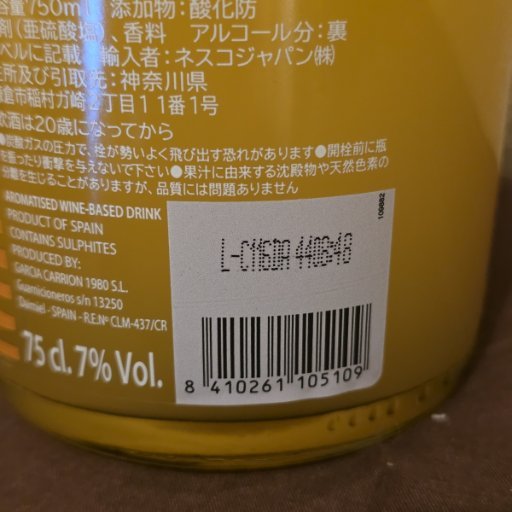 容量750ml 添加物:酸化防
剤(亜硫酸塩)、香料 アルコール分:裏
ベルに記載 輸入者:ネスコジャパン㈱
住所及び引取先:神奈川県
鎌倉市稲村ガ崎2丁目11番1号
飲酒は20歳になってから
●炭酸ガスの圧力で、栓が勢いよく飛び出す恐れがあります●開栓前に瓶
を振ったり衝撃を与えないで下さい●果汁に由来する沈殿物や天然色素の
分離を生じることがありますが、品質には問題ありません
AROMATISED WINE-BASED DRINK
PRODUCT OF SPAIN
CONTAINS SULPHITES
PRODUCED BY:
GARCIA CARRION 1980 S.L.
Guarnicioneros s/n 13250
Daimiel - SPAIN - R.E.Nº CLM-437/CR
75 cl. 7% Vol.
109882
L-CM16DA 4408:48
8 410261 105109